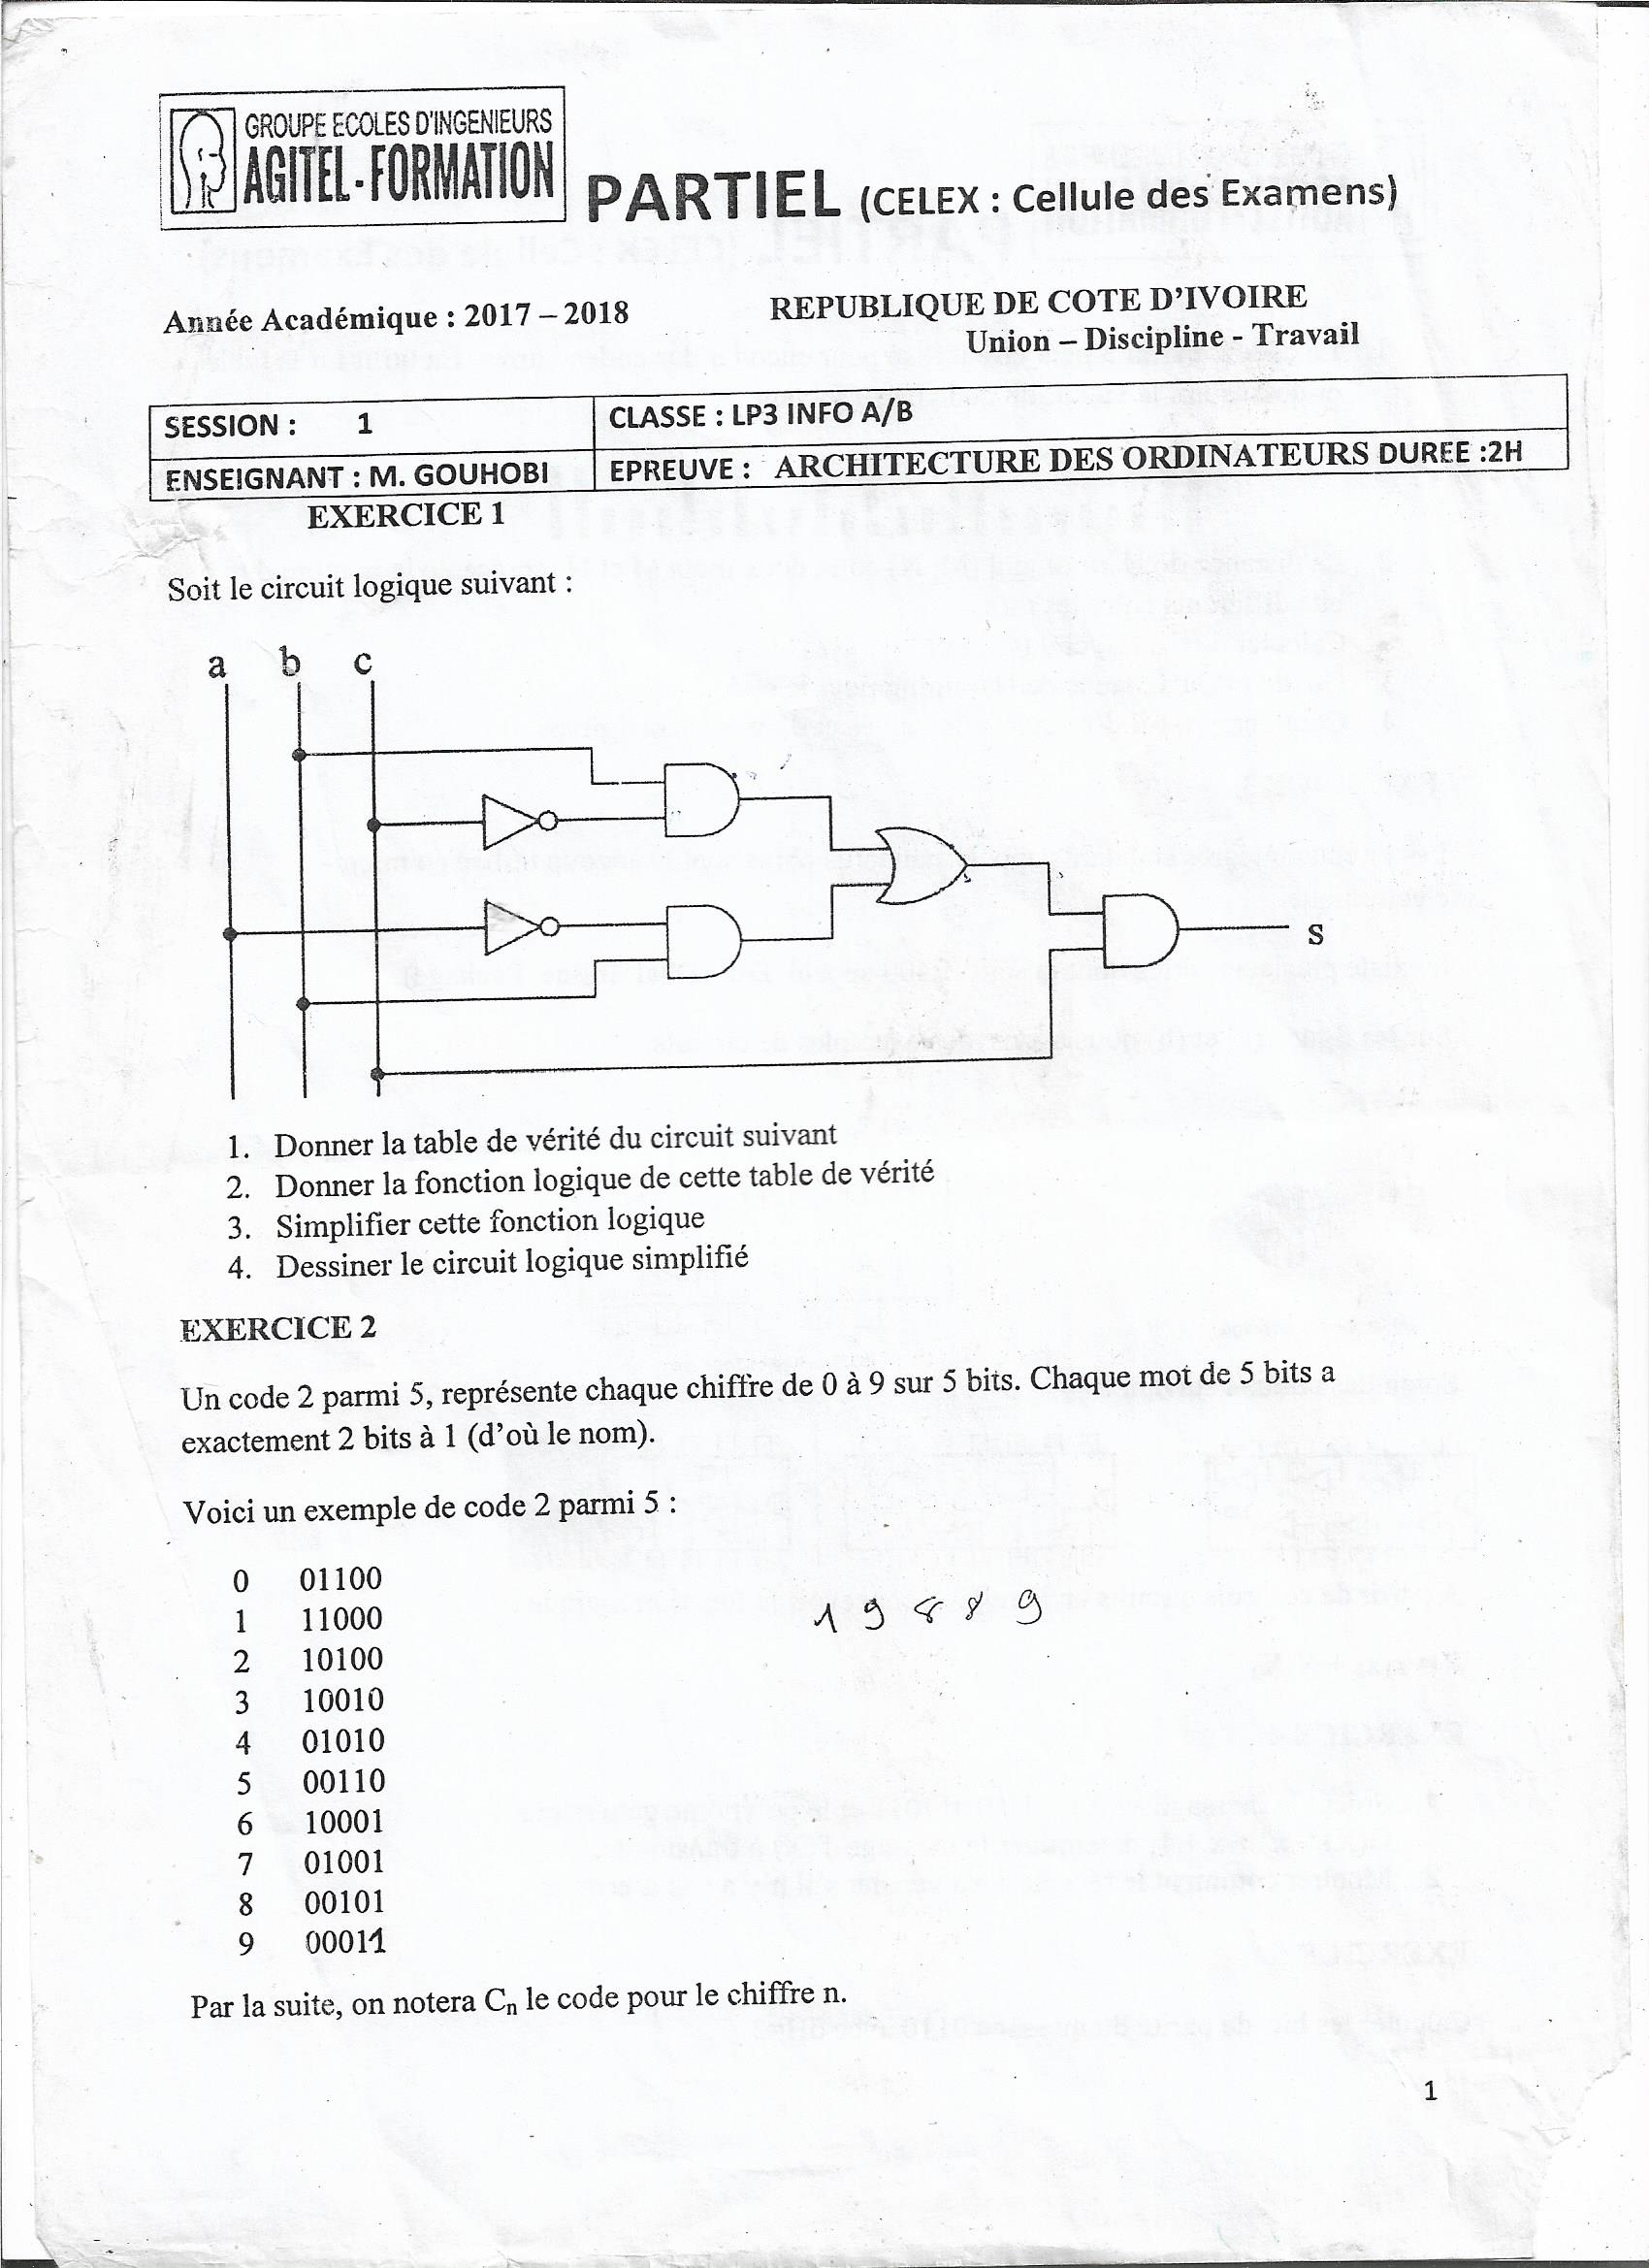 GROUPE ECOLES D'INGENIEURS
AGITEL-FORMATION
PARTIEL (CELEX : Cellule des Examens)
Année Académique : 2017 – 2018
REPUBLIQUE DE COTE D'IVOIRE
Union – Discipline - Travail
SESSION : 1
CLASSE : LP3 INFO A/B
ENSEIGNANT : M. GOUHOBI
EPREUVE : ARCHITECTURE DES ORDINATEURS DUREE :2H
EXERCICE 1
Soit le circuit logique suivant :
a b c
s
1. Donner la table de vérité du circuit suivant
2. Donner la fonction logique de cette table de vérité
3. Simplifier cette fonction logique
4. Dessiner le circuit logique simplifié
EXERCICE 2
Un code 2 parmi 5, représente chaque chiffre de 0 à 9 sur 5 bits. Chaque mot de 5 bits a
exactement 2 bits à 1 (d'où le nom).
Voici un exemple de code 2 parmi 5 :
0 01100
1 11000
19889
2 10100
3 10010
4 01010
5 00110
6 10001
7 01001
8 00101
9 00011
Par la suite, on notera Cn le code pour le chiffre n.
1